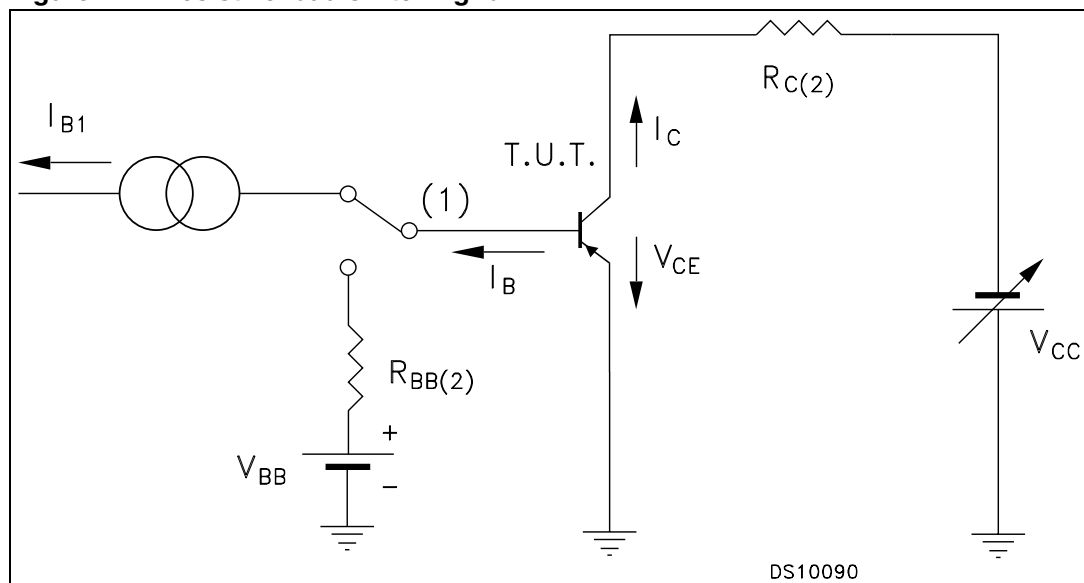 I_B1
R_C(2)
I_C
T.U.T.
(1)
V_CE
I_B
V_CC
R_BB(2)
+
V_BB
−
DS10090